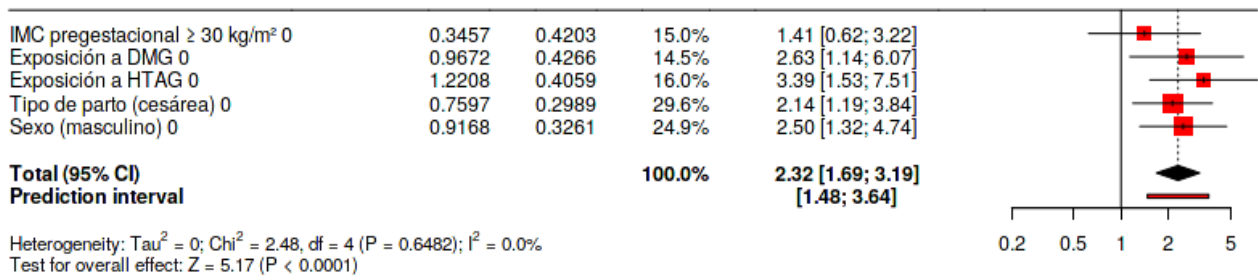 IMC pregestacional ≥ 30 kg/m² 0 0.3457 0.4203 15.0% 1.41 [0.62; 3.22]
Exposición a DMG 0 0.9672 0.4266 14.5% 2.63 [1.14; 6.07]
Exposición a HTAG 0 1.2208 0.4059 16.0% 3.39 [1.53; 7.51]
Tipo de parto (cesárea) 0 0.7597 0.2989 29.6% 2.14 [1.19; 3.84]
Sexo (masculino) 0 0.9168 0.3261 24.9% 2.50 [1.32; 4.74]
Total (95% CI) 100.0% 2.32 [1.69; 3.19]
Prediction interval [1.48; 3.64]
Heterogeneity: Tau² = 0; Chi² = 2.48, df = 4 (P = 0.6482); I² = 0.0%
0.2 0.5 1 2 5
Test for overall effect: Z = 5.17 (P < 0.0001)